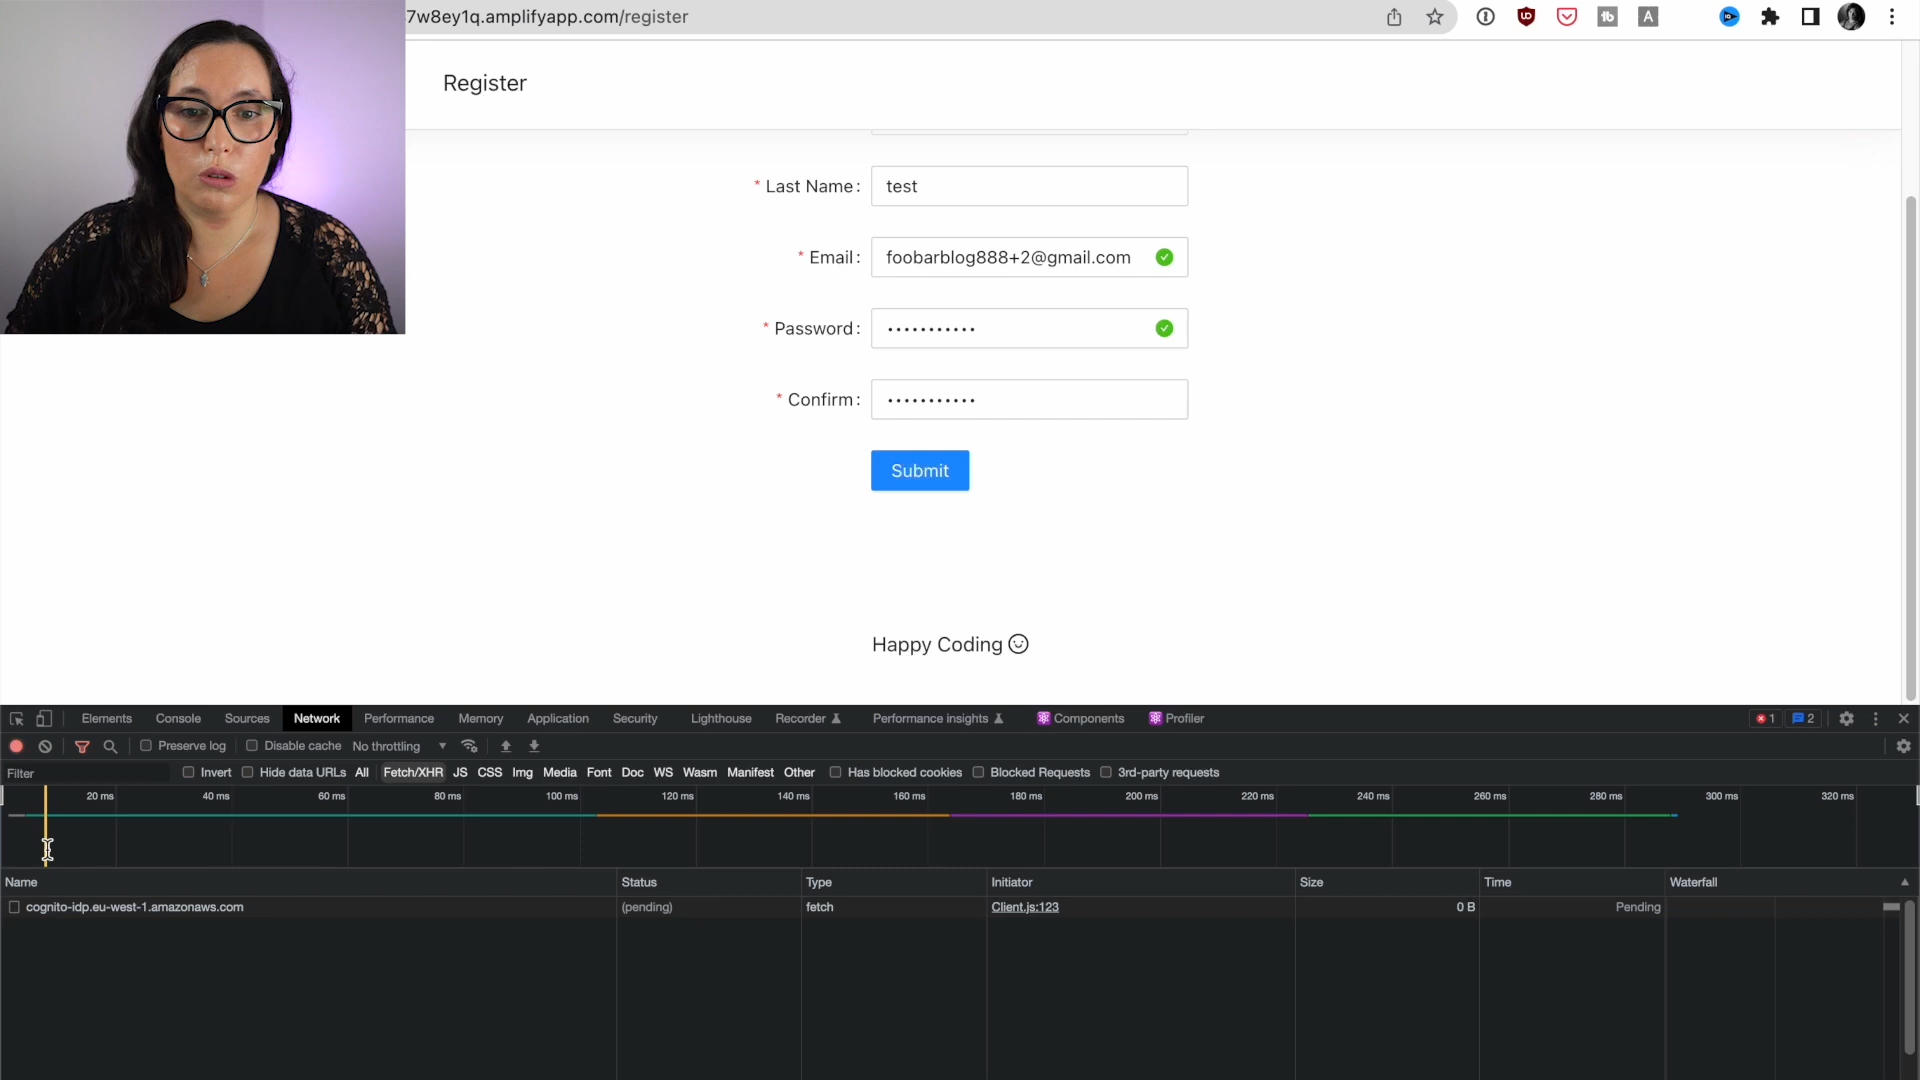 7w8ey1q.amplifyapp.com/register
Register
* Last Name: test
* Email: foobarblog888+2@gmail.com
* Password: •••••••••••
* Confirm: •••••••••••
Submit
Happy Coding
Elements Console Sources Network Performance Memory Application Security Lighthouse Recorder Performance insights Components Profiler 1 2
Preserve log Disable cache No throttling
Filter Invert Hide data URLs All Fetch/XHR JS CSS Img Media Font Doc WS Wasm Manifest Other Has blocked cookies Blocked Requests 3rd-party requests
20 ms 40 ms 60 ms 80 ms 100 ms 120 ms 140 ms 160 ms 180 ms 200 ms 220 ms 240 ms 260 ms 280 ms 300 ms 320 ms
Name Status Type Initiator Size Time Waterfall
cognito-idp.eu-west-1.amazonaws.com (pending) fetch Client.js:123 0 B Pending